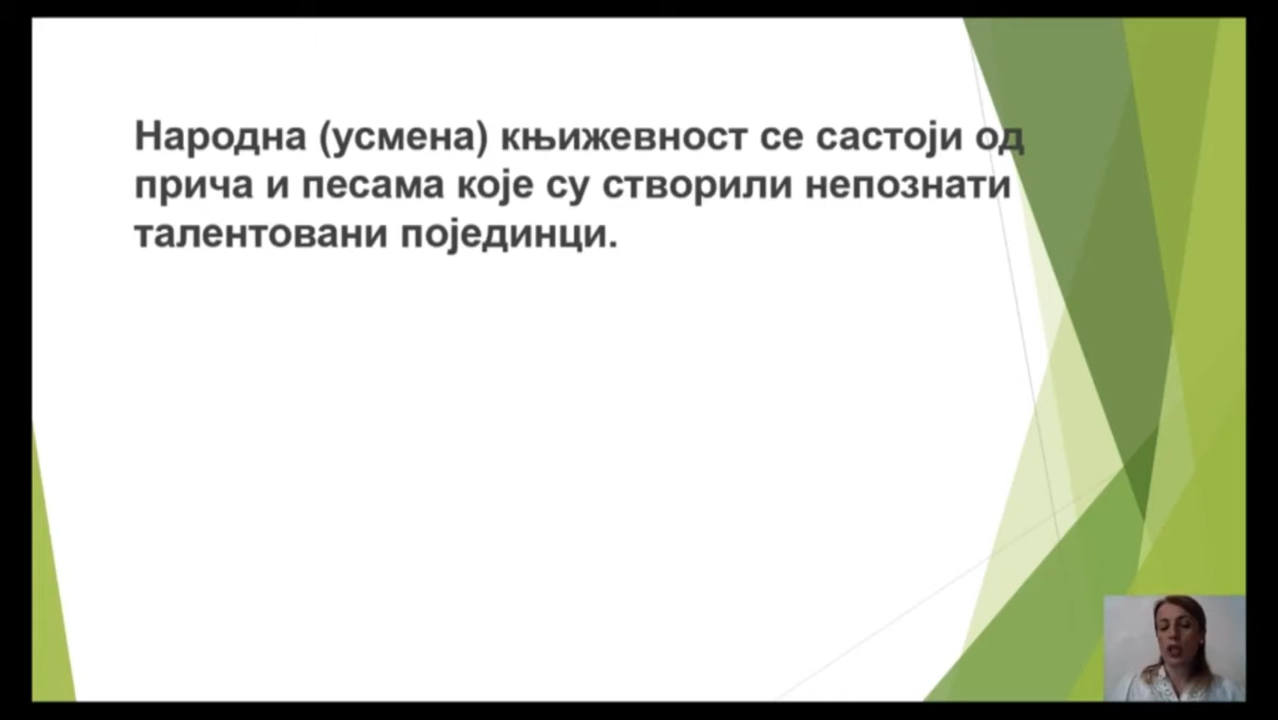 Народна (усмена) књижевност се састоји од
прича и песама које су створили непознати
талентовани појединци.